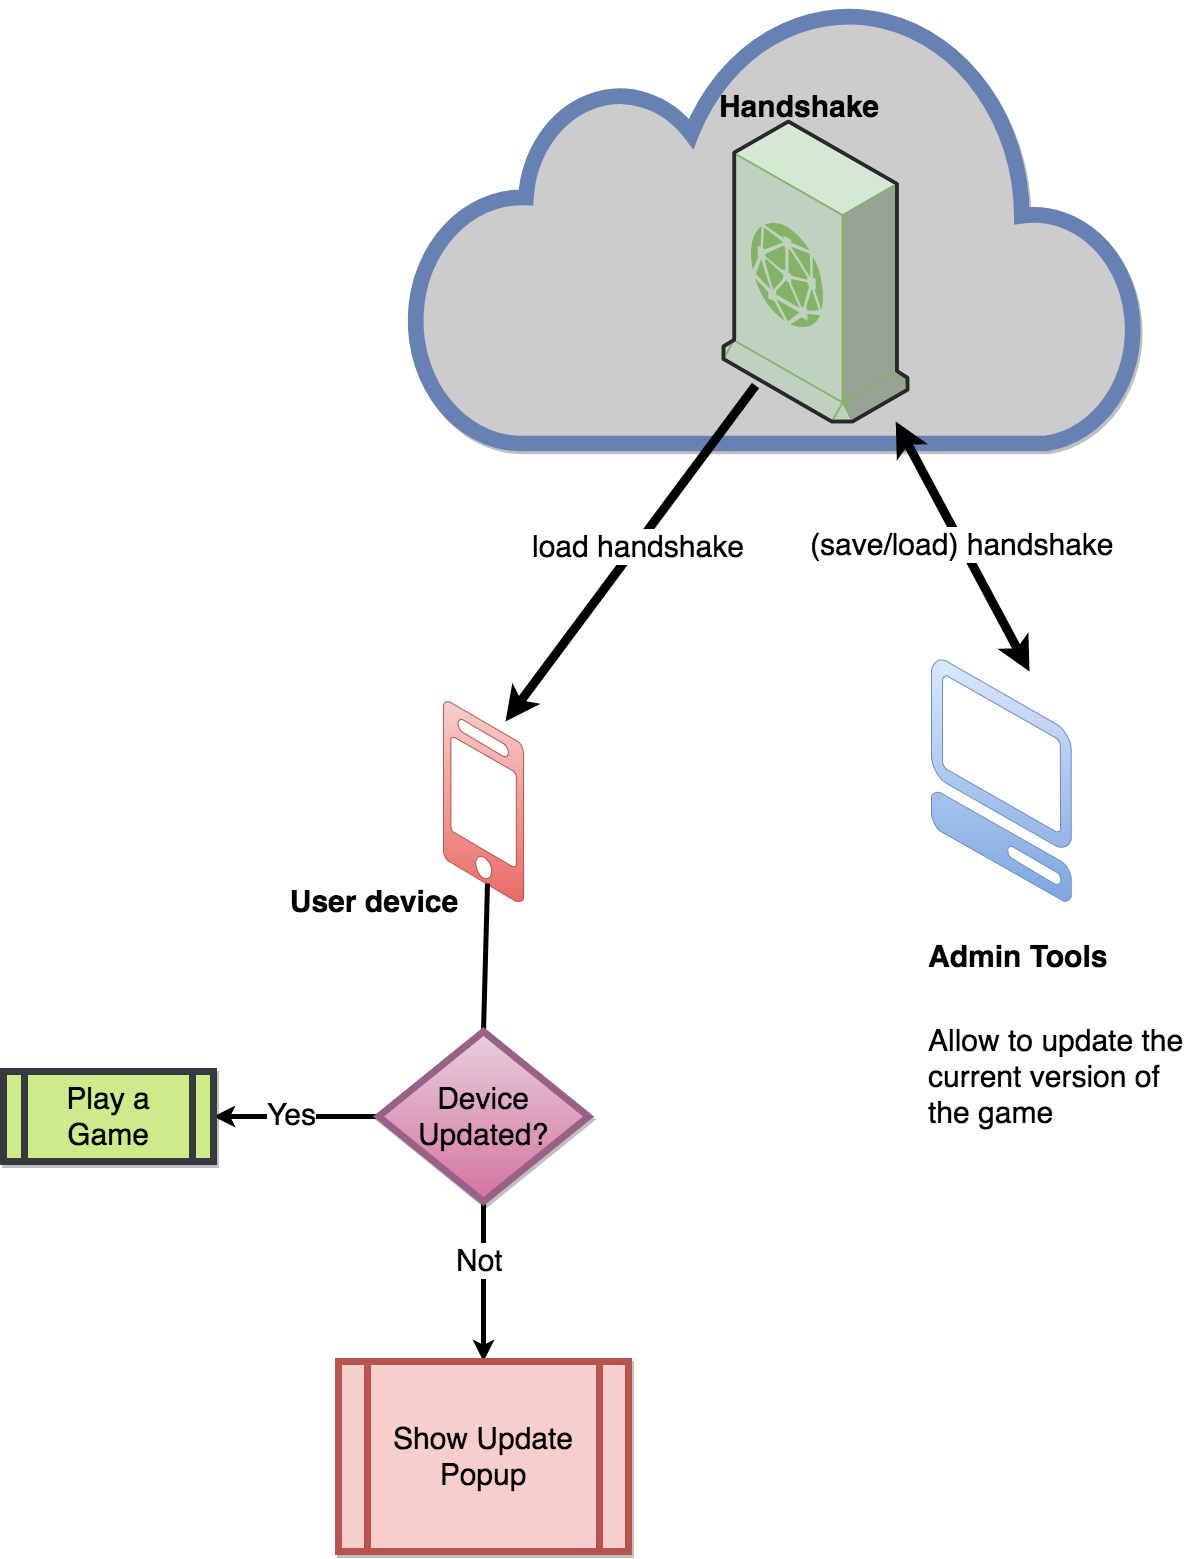 Handshake
load handshake
(save/load) handshake
User device
Admin Tools
Allow to update the
current version of
the game
Device
Updated?
Yes
Play a
Game
Not
Show Update
Popup